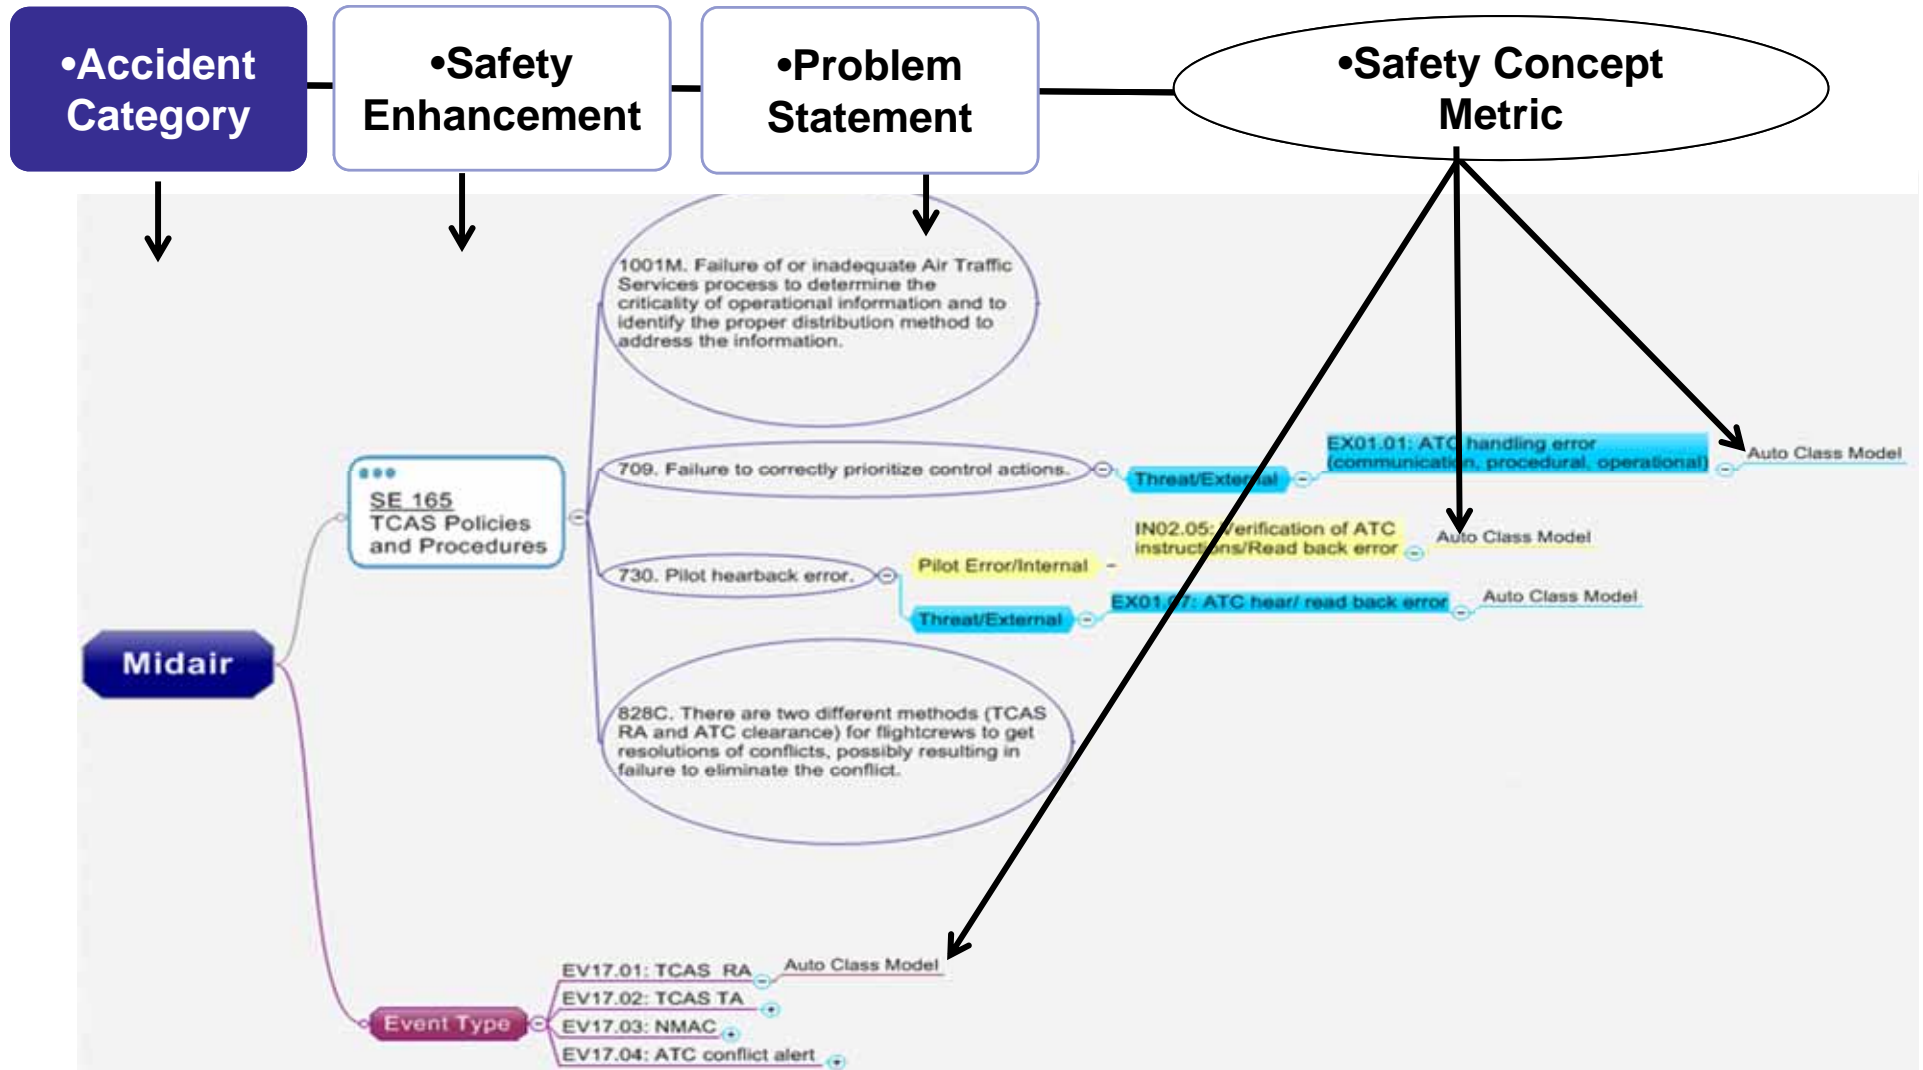 •Accident
Category
•Safety
Enhancement
•Problem
Statement
•Safety Concept
Metric
1001M. Failure of or inadequate Air Traffic
Services process to determine the
criticality of operational information and to
identify the proper distribution method to
address the information.
SE 165
TCAS Policies
and Procedures
709. Failure to correctly prioritize control actions.
Threat/External
EX01.01: ATC handling error
(communication, procedural, operational)
Auto Class Model
730. Pilot hearback error.
Pilot Error/Internal
IN02.05: Verification of ATC
instructions/Read back error
Auto Class Model
Threat/External
EX01.07: ATC hear/ read back error
Auto Class Model
Midair
828C. There are two different methods (TCAS
RA and ATC clearance) for flightcrews to get
resolutions of conflicts, possibly resulting in
failure to eliminate the conflict.
Event Type
EV17.01: TCAS RA
Auto Class Model
EV17.02: TCAS TA
EV17.03: NMAC
EV17.04: ATC conflict alert